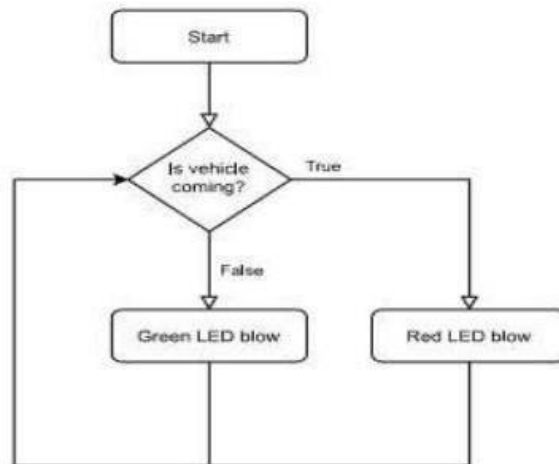 Start
Is vehicle
coming?
True
False
Green LED blow
Red LED blow